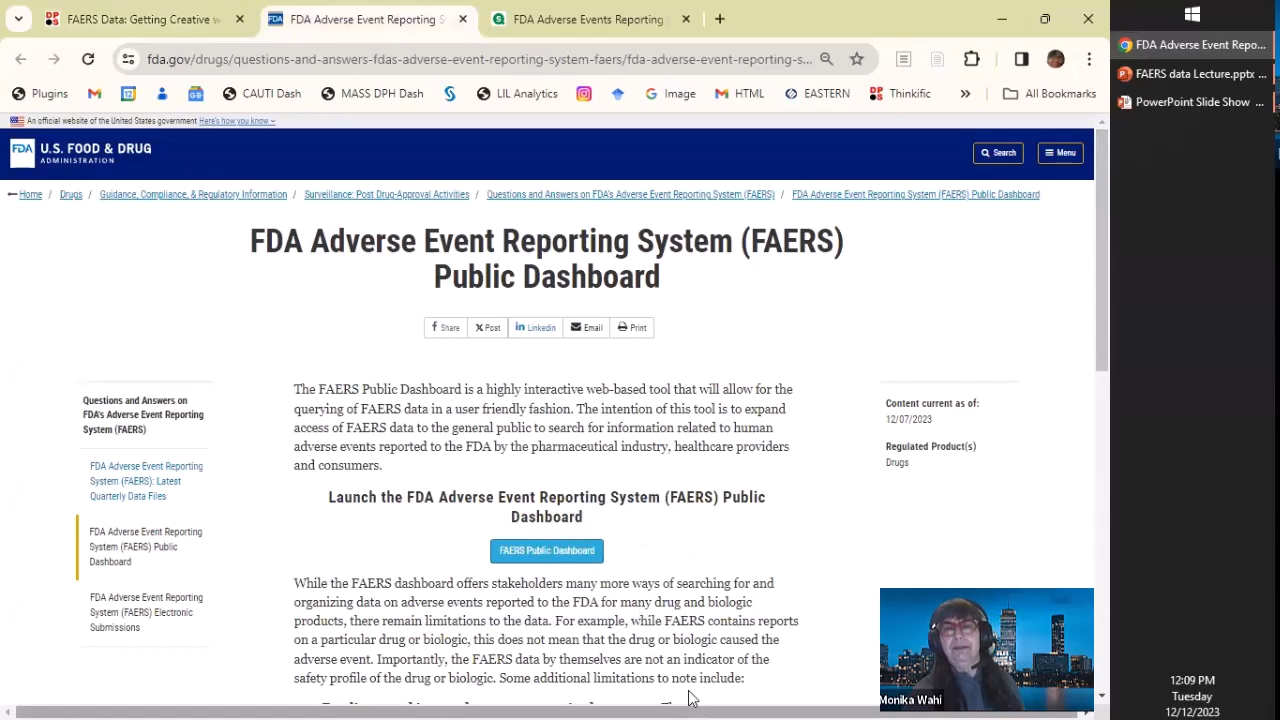 FAERS Data: Getting Creative w
FDA Adverse Event Reporting S
FDA Adverse Events Reporting
fda.gov/drugs/questions-and-answers-fdas-adverse-event-reporting-system-faers/fda-adverse-event-reporting-s...
Plugins
CAUTI Dash
MASS DPH Dash
LIL Analytics
Image
HTML
EASTERN
Thinkific
»
All Bookmarks
An official website of the United States government Here's how you know
FDA U.S. FOOD & DRUG
ADMINISTRATION
Search
Menu
Home / Drugs / Guidance, Compliance, & Regulatory Information / Surveillance: Post Drug-Approval Activities / Questions and Answers on FDA's Adverse Event Reporting System (FAERS) / FDA Adverse Event Reporting System (FAERS) Public Dashboard
FDA Adverse Event Reporting System (FAERS)
Public Dashboard
Share
Post
Linkedin
Email
Print
Questions and Answers on
FDA's Adverse Event Reporting
System (FAERS)
FDA Adverse Event Reporting
System (FAERS): Latest
Quarterly Data Files
FDA Adverse Event Reporting
System (FAERS) Public
Dashboard
FDA Adverse Event Reporting
System (FAERS) Electronic
Submissions
The FAERS Public Dashboard is a highly interactive web-based tool that will allow for the
querying of FAERS data in a user friendly fashion. The intention of this tool is to expand
access of FAERS data to the general public to search for information related to human
adverse events reported to the FDA by the pharmaceutical industry, healthcare providers
and consumers.
Launch the FDA Adverse Event Reporting System (FAERS) Public
Dashboard
FAERS Public Dashboard
While the FAERS dashboard offers stakeholders many more ways of searching for and
organizing data on adverse events reported to the FDA for many drug and biologic
products, there remain limitations to the data. For example, while FAERS contains reports
on a particular drug or biologic, this does not mean that the drug or biologic caused the
adverse event. Importantly, the FAERS data by themselves are not an indicator of the
safety profile of the drug or biologic. Some additional limitations to note include:
Content current as of:
12/07/2023
Regulated Product(s)
Drugs
Monika Wahi
FDA Adverse Event Repo...
FAERS data Lecture.pptx ...
PowerPoint Slide Show ...
12:09 PM
Tuesday
12/12/2023